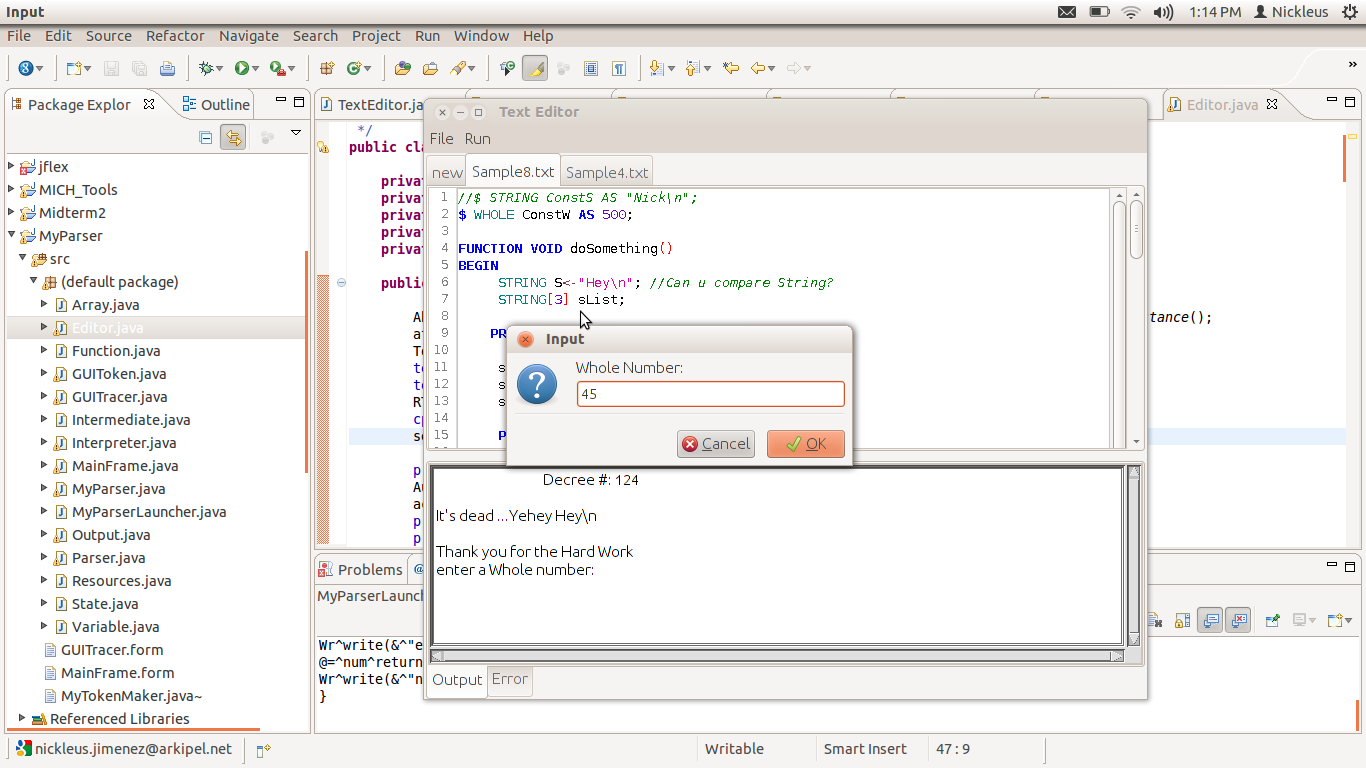 Input
1:14 PM Nickleus
File Edit Source Refactor Navigate Search Project Run Window Help
Package Explor Outline
TextEditor.ja
Editor.java
jflex
MICH_Tools
Midterm2
MyParser
src
(default package)
Array.java
Editor.java
Function.java
GUIToken.java
GUITracer.java
Intermediate.java
Interpreter.java
MainFrame.java
MyParser.java
MyParserLauncher.java
Output.java
Parser.java
Resources.java
State.java
Variable.java
GUITracer.form
MainFrame.form
MyTokenMaker.java~
Referenced Libraries
*/
public cla
privat
privat
privat
privat
privat
public
tance();
Text Editor
File Run
new Sample8.txt Sample4.txt
1 //$ STRING ConstS AS "Nick\n";
2 $ WHOLE ConstW AS 500;
3
4 FUNCTION VOID doSomething()
5 BEGIN
6 STRING S<-"Hey\n"; //Can u compare String?
7 STRING[3] sList;
8
9 PR
10
11 s
12 s
13 s
14
15 P
Input
Whole Number:
45
Cancel OK
Decree #: 124
It's dead ...Yehey Hey\n
Thank you for the Hard Work
enter a Whole number:
Output Error
Problems @
MyParserLaunch
Wr^write(&^"e
@=^num^return
Wr^write(&^"n
}
nickleus.jimenez@arkipel.net
Writable Smart Insert 47 : 9